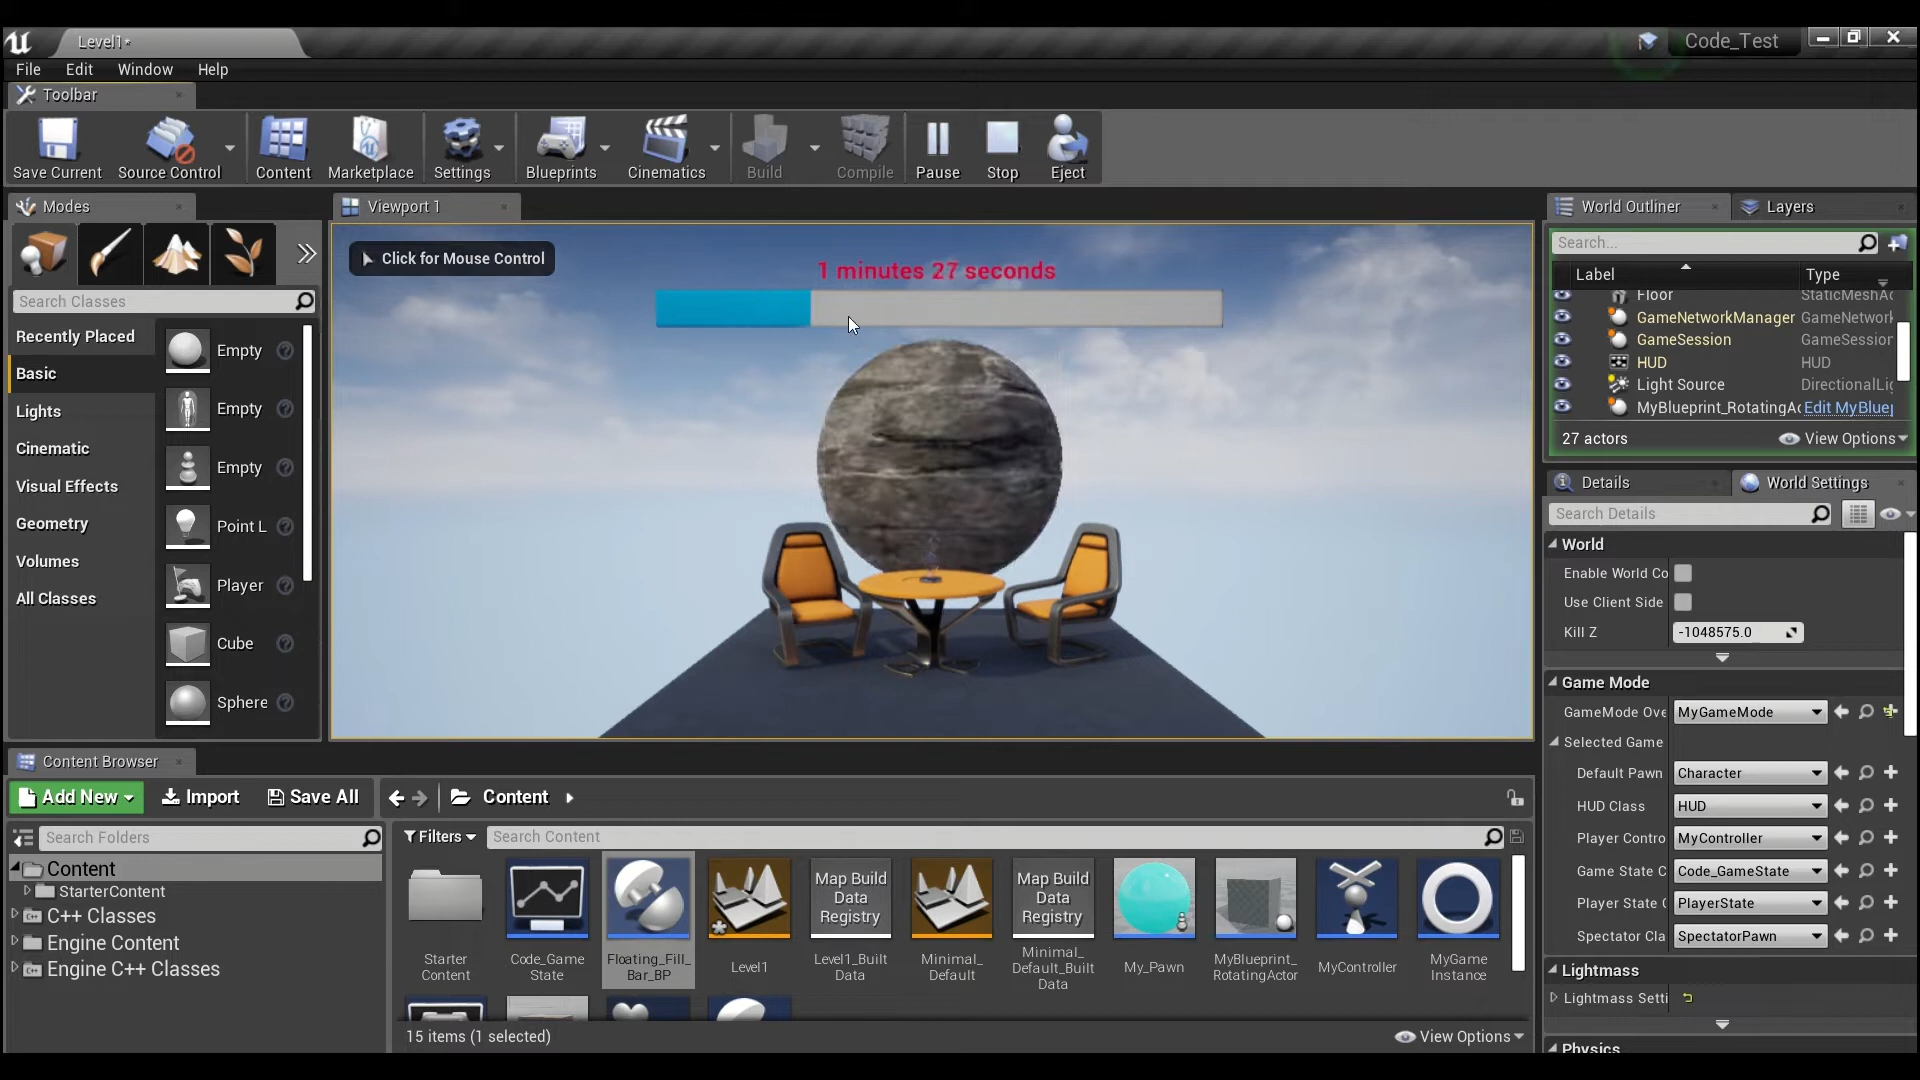 Level1*
Code_Test
File Edit Window Help
Toolbar
Save Current Source Control Content Marketplace Settings Blueprints Cinematics Build Compile Pause Stop Eject
Modes
Viewport 1
World Outliner Layers
Click for Mouse Control
1 minutes 27 seconds
Search...
Label Type
Floor StaticMeshAc
GameNetworkManager GameNetwork
GameSession GameSession
HUD HUD
Light Source DirectionalLig
MyBlueprint_RotatingAc Edit MyBluep
27 actors View Options
Search Classes
Recently Placed
Basic
Lights
Cinematic
Visual Effects
Geometry
Volumes
All Classes
Empty
Empty
Empty
Point L
Player
Cube
Sphere
Details World Settings
Search Details
World
Enable World Co
Use Client Side
Kill Z -1048575.0
Game Mode
GameMode Ove MyGameMode
Selected Game
Default Pawn Character
HUD Class HUD
Player Contro MyController
Game State C Code_GameState
Player State C PlayerState
Spectator Cla SpectatorPawn
Lightmass
Lightmass Setti
Physics
Content Browser
Add New Import Save All Content
Search Folders
Filters Search Content
Content
StarterContent
C++ Classes
Engine Content
Engine C++ Classes
Map Build
Data
Registry
Map Build
Data
Registry
Starter
Content
Code_Game
State
Floating_Fill_
Bar_BP
Level1
Level1_Built
Data
Minimal_
Default
Minimal_
Default_Built
Data
My_Pawn
MyBlueprint_
RotatingActor
MyController
MyGame
Instance
15 items (1 selected) View Options